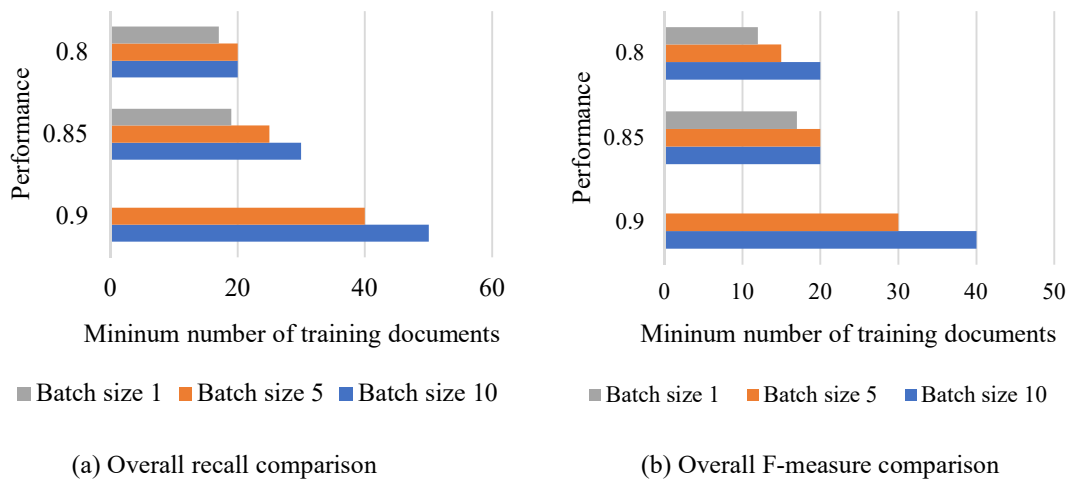 0.8
0.85
0.9
Performance
0 20 40 60
Mininum number of training documents
Batch size 1 Batch size 5 Batch size 10
(a) Overall recall comparison
0.8
0.85
0.9
Performance
0 10 20 30 40 50
Mininum number of training documents
Batch size 1 Batch size 5 Batch size 10
(b) Overall F-measure comparison